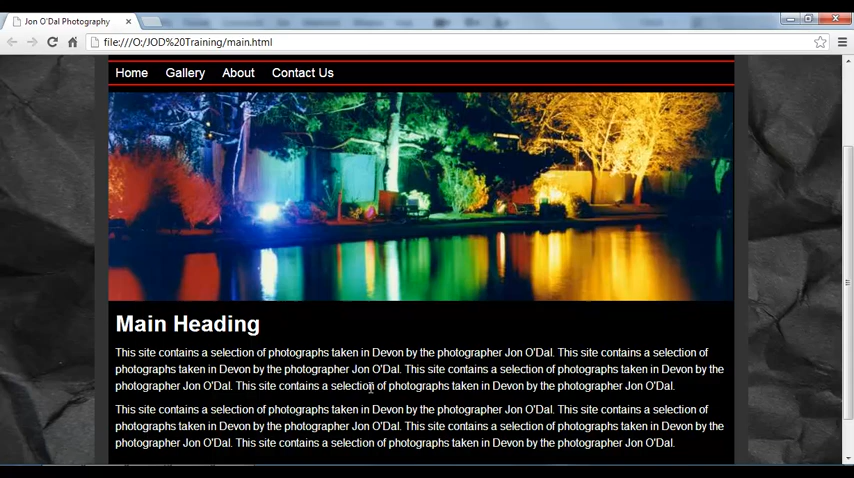 Jon O'Dal Photography
file:///O:/JOD%20Training/main.html
Home Gallery About Contact Us
Main Heading
This site contains a selection of photographs taken in Devon by the photographer Jon O'Dal. This site contains a selection of
photographs taken in Devon by the photographer Jon O'Dal. This site contains a selection of photographs taken in Devon by the
photographer Jon O'Dal. This site contains a selection of photographs taken in Devon by the photographer Jon O'Dal.
This site contains a selection of photographs taken in Devon by the photographer Jon O'Dal. This site contains a selection of
photographs taken in Devon by the photographer Jon O'Dal. This site contains a selection of photographs taken in Devon by the
photographer Jon O'Dal. This site contains a selection of photographs taken in Devon by the photographer Jon O'Dal.